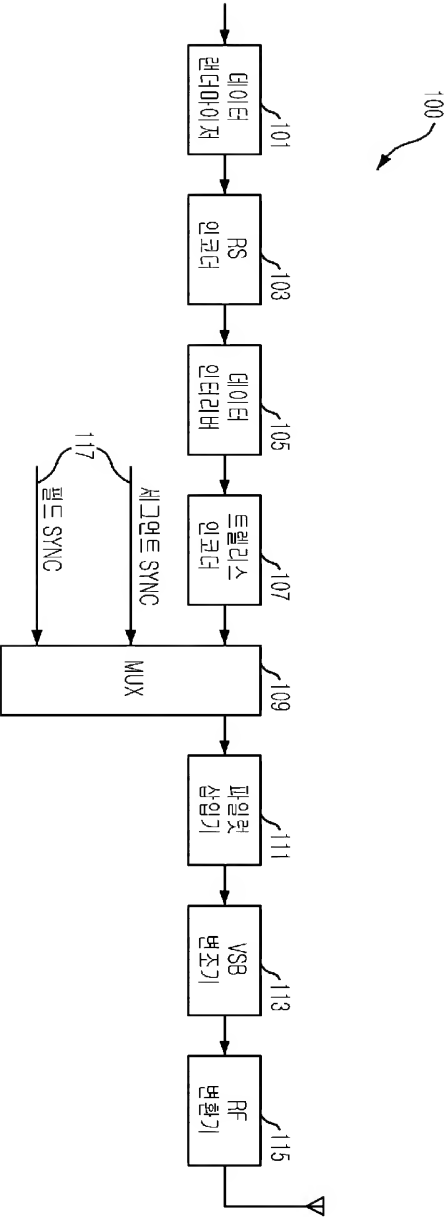 100
101
데이터
랜더마이저
103
RS
인코더
105
데이터
인터리버
107
트렐리스
인코더
117
세그먼트 SYNC
필드 SYNC
109
MUX
111
파일럿
삽입기
113
VSB
변조기
115
RF
변환기